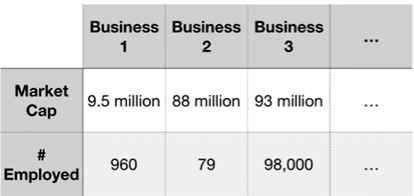 Business 1 Business 2 Business 3 ...
Market Cap 9.5 million 88 million 93 million ...
# Employed 960 79 98,000 ...